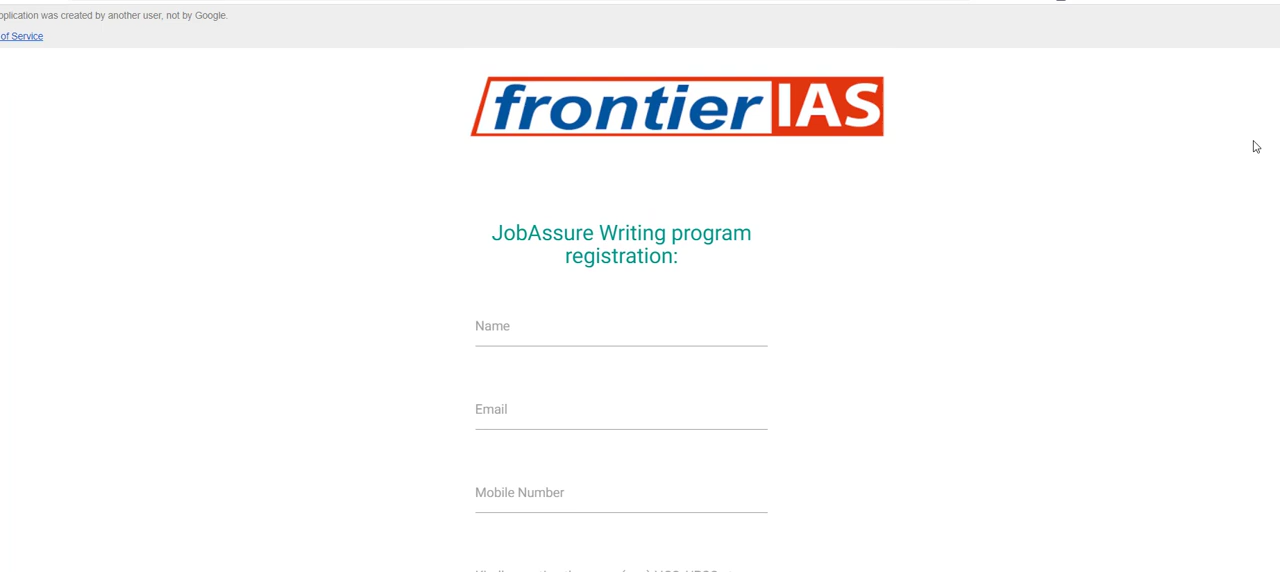 plication was created by another user, not by Google.
of Service
frontier IAS
JobAssure Writing program
registration:
Name
Email
Mobile Number